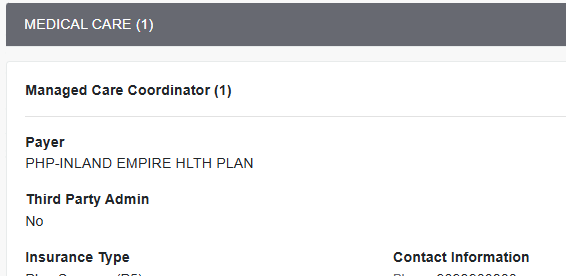 MEDICAL CARE (1)
Managed Care Coordinator (1)
Payer
PHP-INLAND EMPIRE HLTH PLAN
Third Party Admin
No
Insurance Type
Contact Information